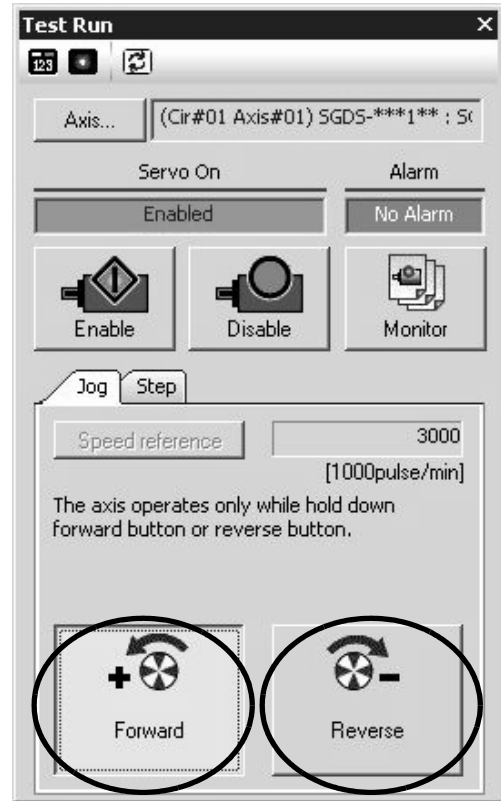 Test Run
123
Axis... (Cir#01 Axis#01) SGDS-***1** :
Servo On Alarm
Enabled No Alarm
Enable Disable Monitor
Jog Step
Speed reference 3000
[1000pulse/min]
The axis operates only while hold down
forward button or reverse button.
+ −
Forward Reverse